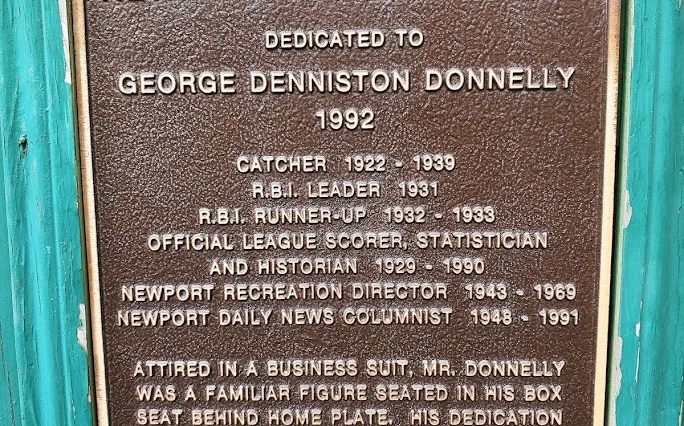 DEDICATED TO
GEORGE DENNISTON DONNELLY
1992
CATCHER 1922 - 1939
R.B.I. LEADER 1931
R.B.I. RUNNER-UP 1932 - 1933
OFFICIAL LEAGUE SCORER, STATISTICIAN
AND HISTORIAN 1929 - 1990
NEWPORT RECREATION DIRECTOR 1943 - 1969
NEWPORT DAILY NEWS COLUMNIST 1948 - 1991
ATTIRED IN A BUSINESS SUIT, MR. DONNELLY
WAS A FAMILIAR FIGURE SEATED IN HIS BOX
SEAT BEHIND HOME PLATE. HIS DEDICATION